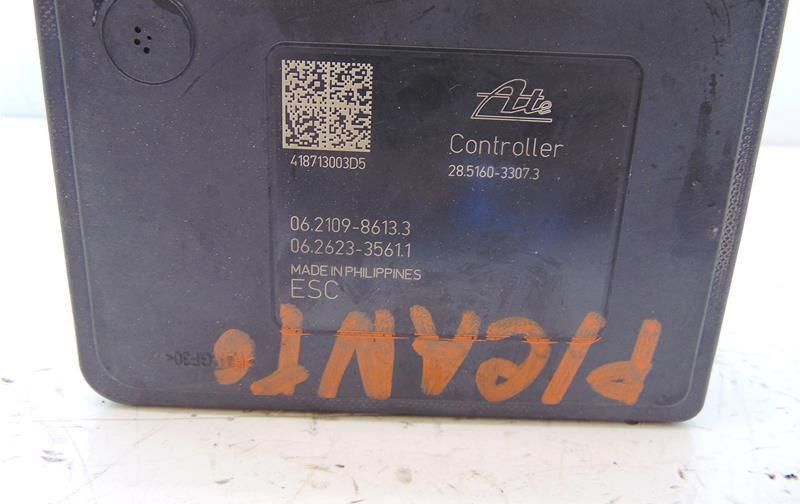 Ate
418713003D5
Controller
28.5160-3307.3
06.2109-8613.3
06.2623-3561.1
MADE IN PHILIPPINES
ESC
PICANTO